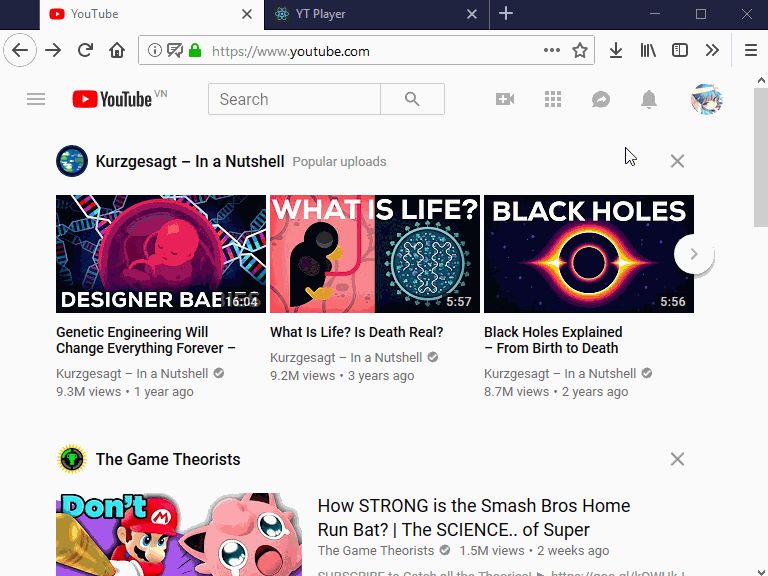 YouTube
YT Player
https://www.youtube.com
YouTube VN
Search
Kurzgesagt – In a Nutshell Popular uploads
DESIGNER
16:04
WHAT IS LIFE?
5:57
BLACK HOLES
5:56
Genetic Engineering Will
Change Everything Forever –
Kurzgesagt – In a Nutshell
9.3M views • 1 year ago
What Is Life? Is Death Real?
Kurzgesagt – In a Nutshell
9.2M views • 3 years ago
Black Holes Explained
– From Birth to Death
Kurzgesagt – In a Nutshell
8.7M views • 2 years ago
The Game Theorists
Don't
M
How STRONG is the Smash Bros Home
Run Bat? | The SCIENCE.. of Super
The Game Theorists 1.5M views • 2 weeks ago